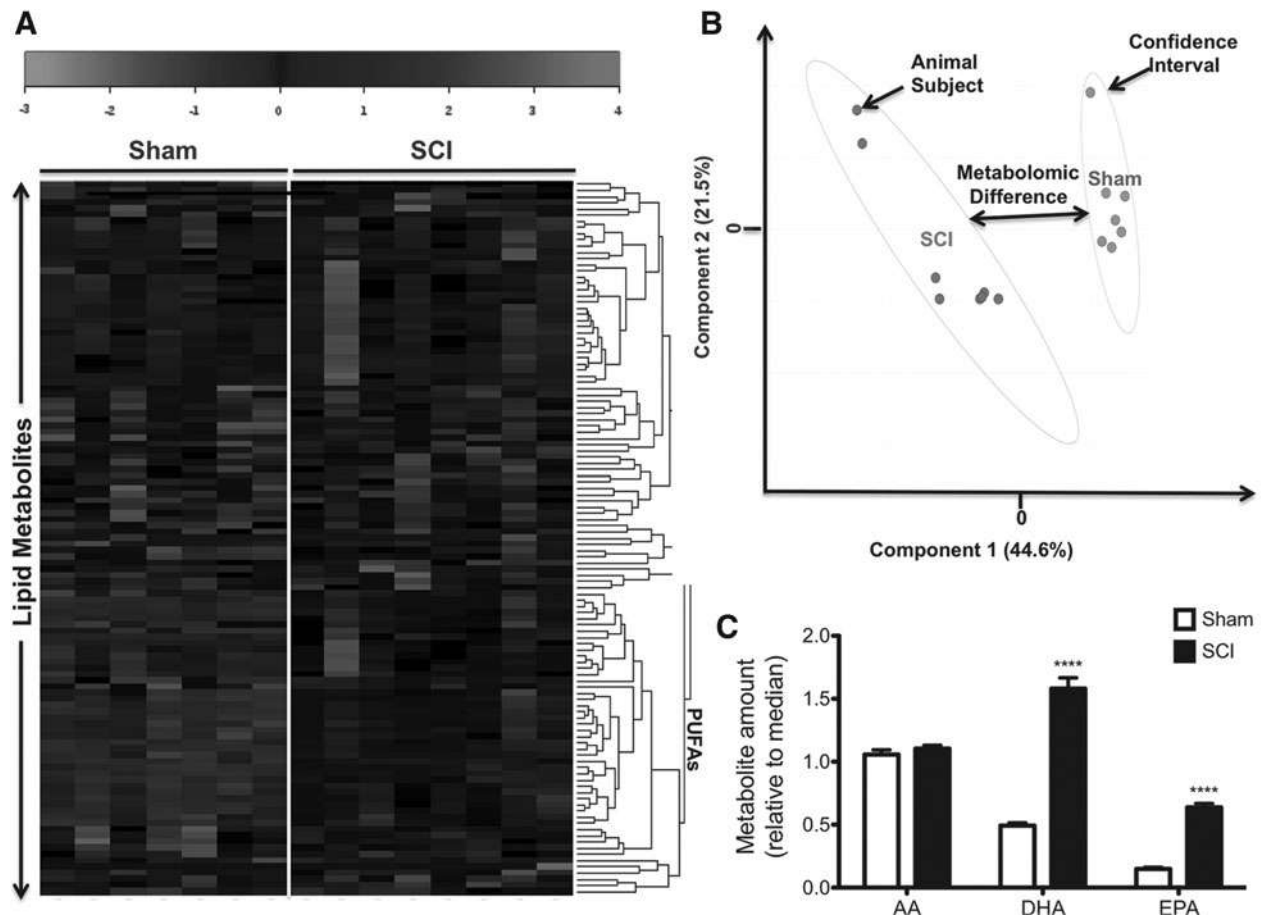 A
-3 -2 -1 0 1 2 3 4
Sham SCI
Lipid Metabolites
PUFAs
B
Animal
Subject
Confidence
Interval
Metabolomic
Difference
Sham
SCI
Component 2 (21.5%)
0
0
Component 1 (44.6%)
C
Sham
SCI
Metabolite amount
(relative to median)
2.0
1.5
1.0
0.5
0.0
****
****
AA DHA EPA